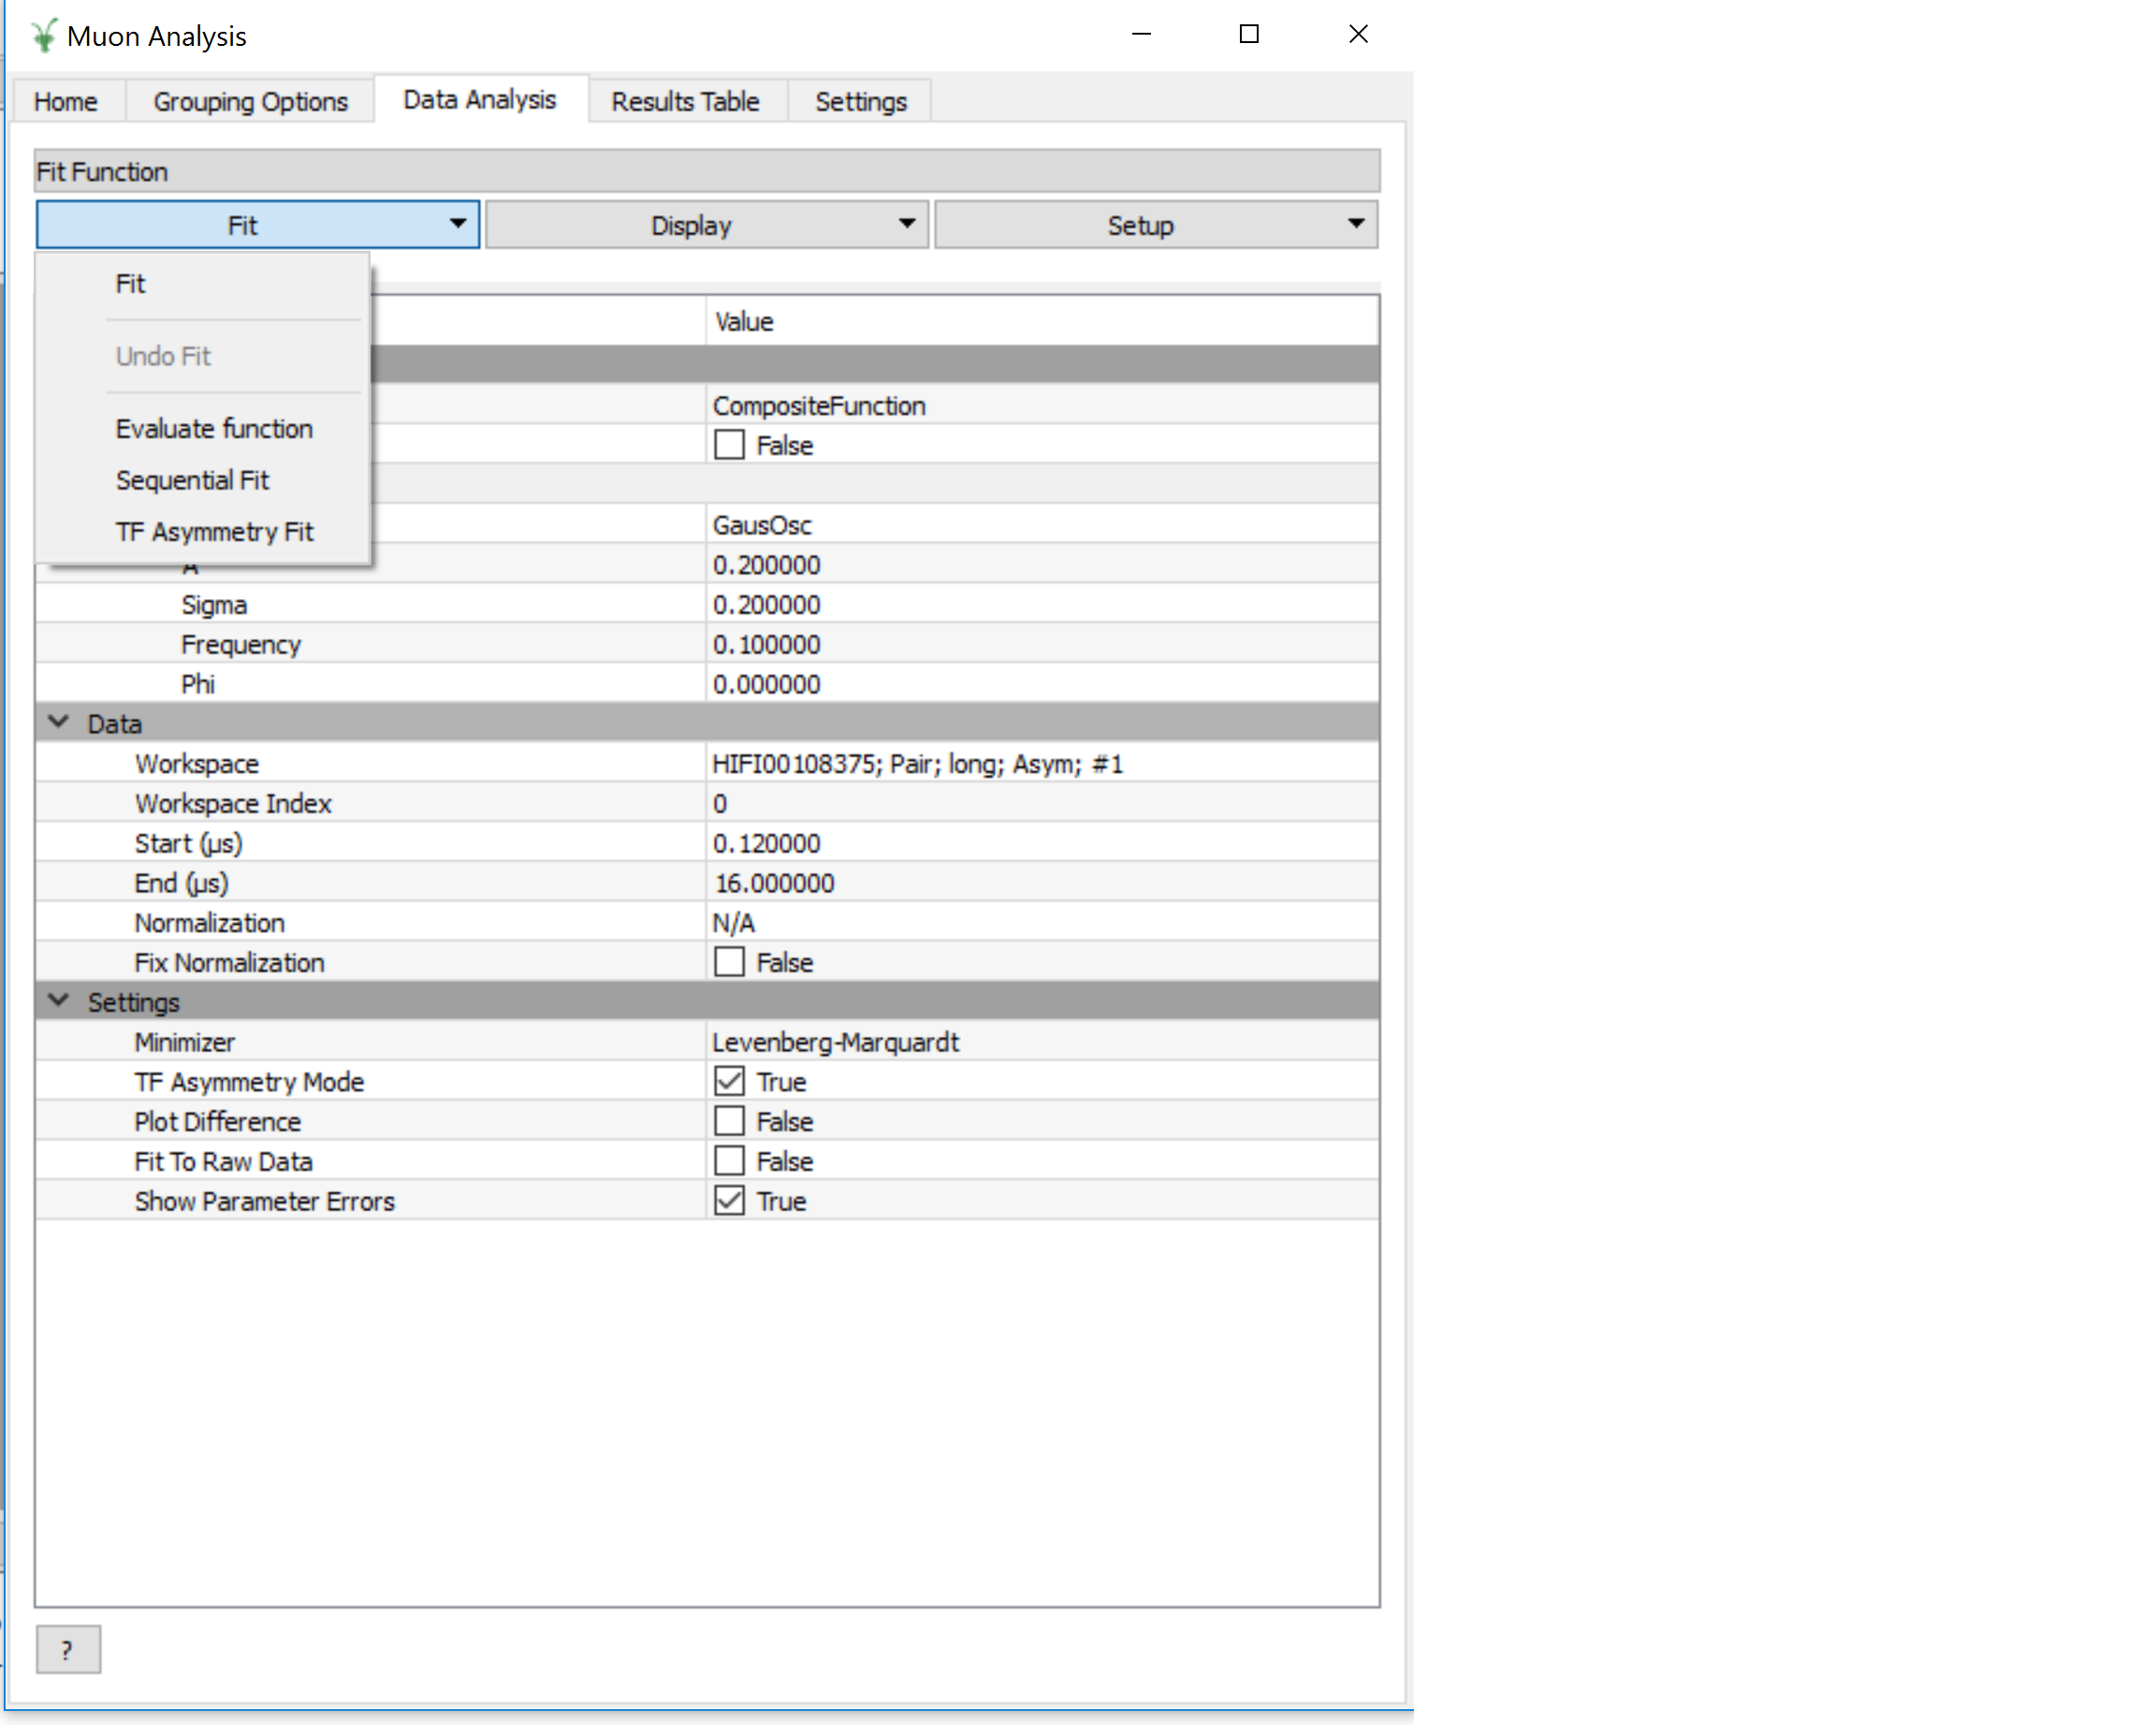 Muon Analysis
Home Grouping Options Data Analysis Results Table Settings
Fit Function
Fit Display Setup
Fit
Value
Undo Fit
CompositeFunction
Evaluate function
False
Sequential Fit
GausOsc
TF Asymmetry Fit
A 0.200000
Sigma 0.200000
Frequency 0.100000
Phi 0.000000
Data
Workspace HIFI00108375; Pair; long; Asym; #1
Workspace Index 0
Start (µs) 0.120000
End (µs) 16.000000
Normalization N/A
Fix Normalization False
Settings
Minimizer Levenberg-Marquardt
TF Asymmetry Mode True
Plot Difference False
Fit To Raw Data False
Show Parameter Errors True
?